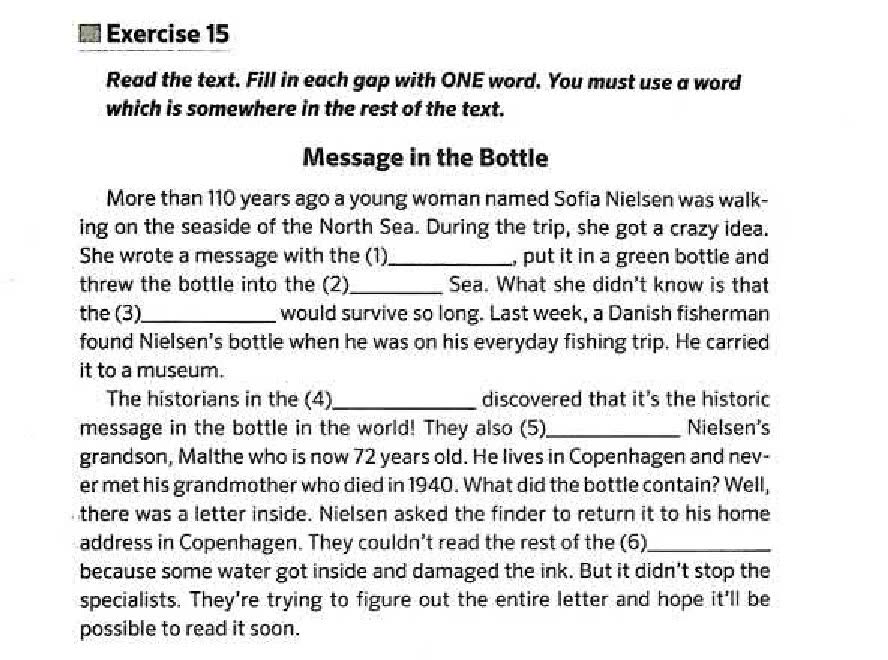 Exercise 15
Read the text. Fill in each gap with ONE word. You must use a word
which is somewhere in the rest of the text.
Message in the Bottle
More than 110 years ago a young woman named Sofia Nielsen was walk-
ing on the seaside of the North Sea. During the trip, she got a crazy idea.
She wrote a message with the (1)____________, put it in a green bottle and
threw the bottle into the (2)________ Sea. What she didn't know is that
the (3)____________ would survive so long. Last week, a Danish fisherman
found Nielsen's bottle when he was on his everyday fishing trip. He carried
it to a museum.
The historians in the (4)_____________ discovered that it's the historic
message in the bottle in the world! They also (5)____________ Nielsen's
grandson, Malthe who is now 72 years old. He lives in Copenhagen and nev-
er met his grandmother who died in 1940. What did the bottle contain? Well,
there was a letter inside. Nielsen asked the finder to return it to his home
address in Copenhagen. They couldn't read the rest of the (6)___________
because some water got inside and damaged the ink. But it didn't stop the
specialists. They're trying to figure out the entire letter and hope it'll be
possible to read it soon.